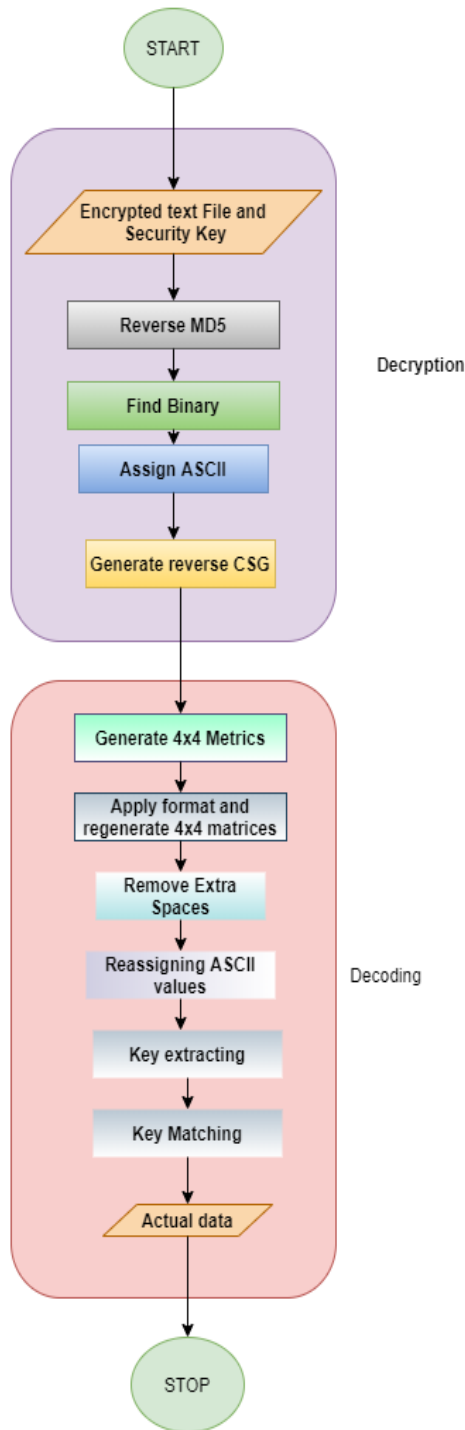 START
Encrypted text File and
Security Key
Reverse MD5
Decryption
Find Binary
Assign ASCII
Generate reverse CSG
Generate 4x4 Metrics
Apply format and
regenerate 4x4 matrices
Remove Extra
Spaces
Reassigning ASCII
values
Decoding
Key extracting
Key Matching
Actual data
STOP